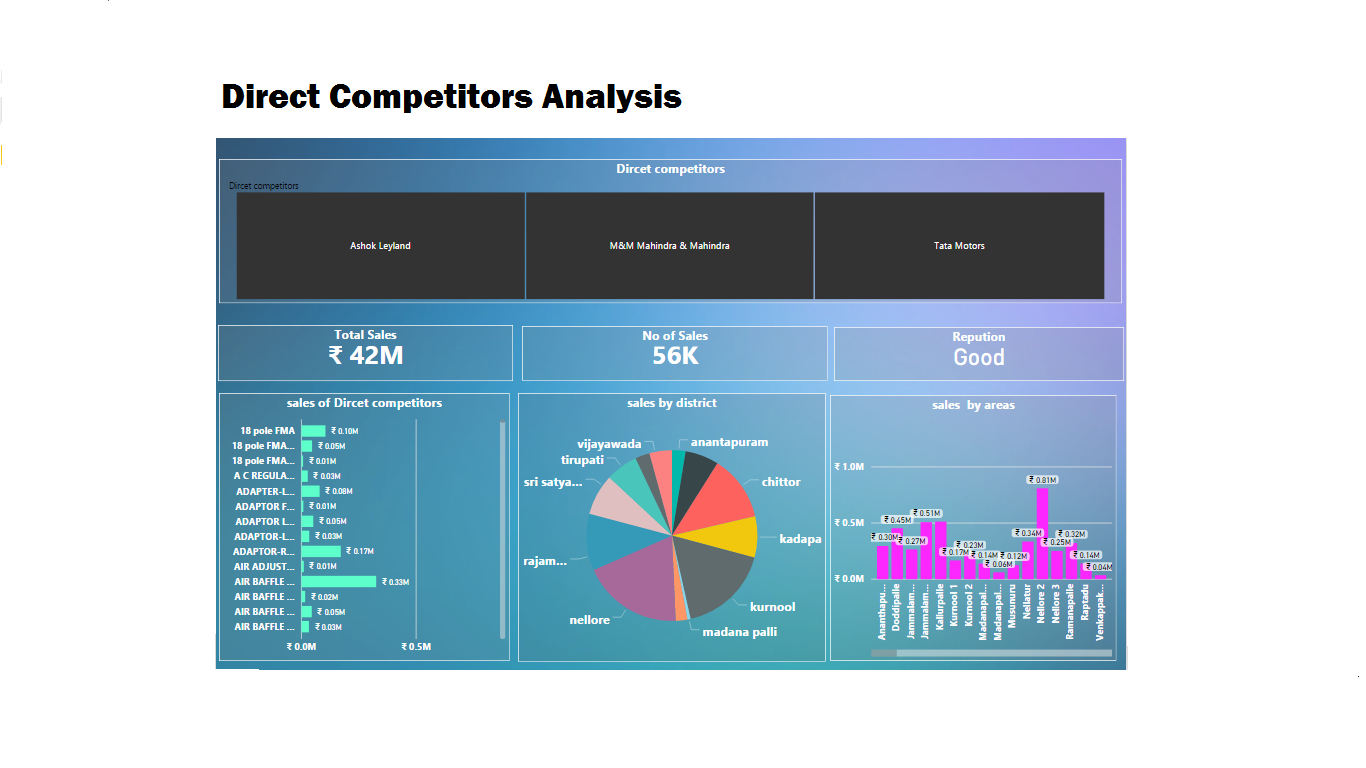 Direct Competitors Analysis
Dircet competitors
Dircet competitors
Ashok Leyland
M&M Mahindra & Mahindra
Tata Motors
Total Sales
₹ 42M
No of Sales
56K
Repution
Good
sales of Dircet competitors
18 pole FMA
₹ 0.10M
18 pole FMA...
₹ 0.05M
18 pole FMA...
₹ 0.01M
A C REGULA...
₹ 0.03M
ADAPTER-L...
₹ 0.08M
ADAPTOR F...
₹ 0.01M
ADAPTOR L...
₹ 0.05M
ADAPTOR-L...
₹ 0.03M
ADAPTOR-R...
₹ 0.17M
AIR ADJUST...
₹ 0.01M
AIR BAFFLE ...
₹ 0.33M
AIR BAFFLE ...
₹ 0.02M
AIR BAFFLE ...
₹ 0.05M
AIR BAFFLE ...
₹ 0.03M
₹ 0.0M
₹ 0.5M
sales by district
anantapuram
chittor
kadapa
kurnool
madana palli
nellore
rajam...
sri satya...
tirupati
vijayawada
sales by areas
₹ 1.0M
₹ 0.5M
₹ 0.0M
₹ 0.30M
₹ 0.45M
₹ 0.27M
₹ 0.51M
₹ 0.17M
₹ 0.23M
₹ 0.14M
₹ 0.06M
₹ 0.12M
₹ 0.34M
₹ 0.81M
₹ 0.25M
₹ 0.32M
₹ 0.14M
₹ 0.04M
Ananthapu...
Doddipalle
Jammalam...
Jammalam...
Kallurpalle
Kurnool 1
Kurnool 2
Madanapal...
Madanapal...
Musunuru
Nellatur
Nellore 2
Nellore 3
Ramanapalle
Raptadu
Venkappak...